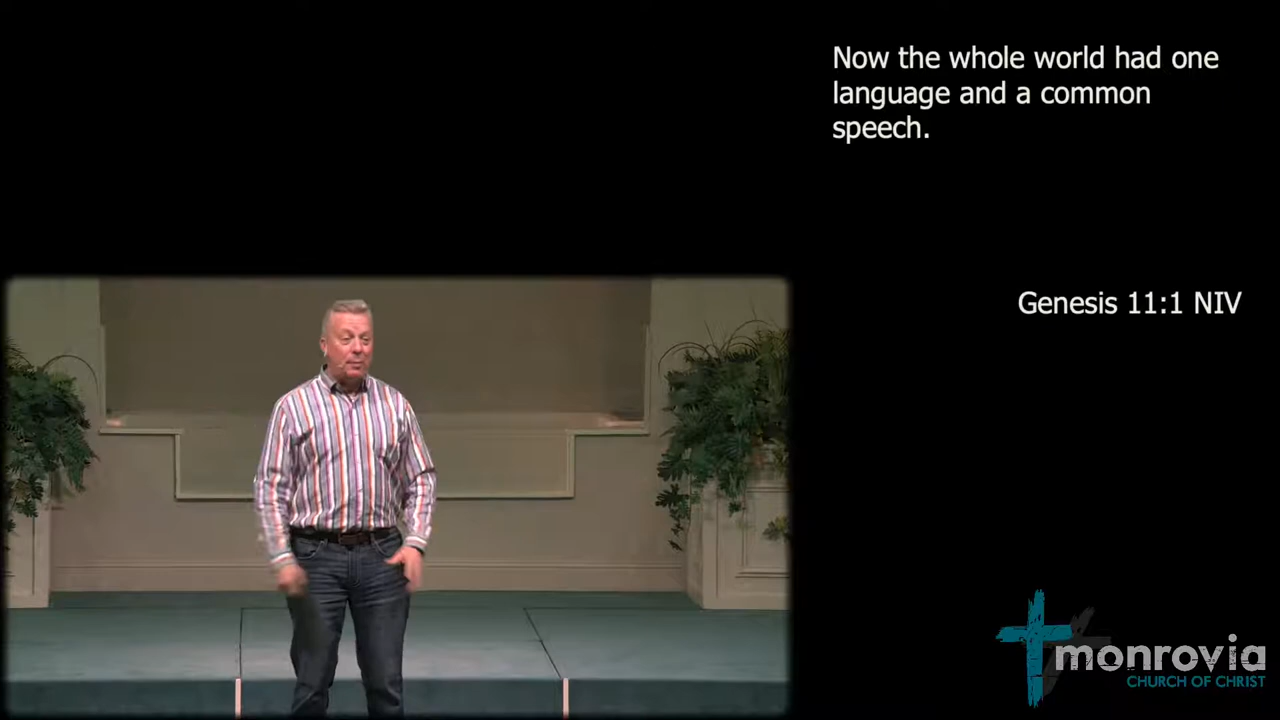 Now the whole world had one
language and a common
speech.
Genesis 11:1 NIV
monrovia
CHURCH OF CHRIST